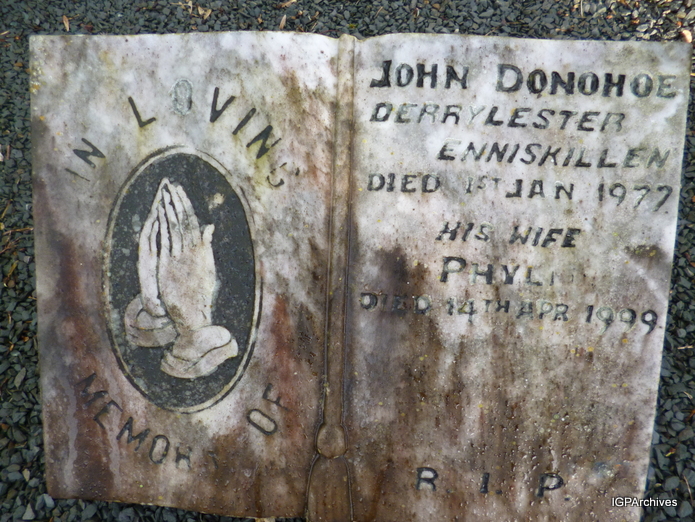 IN LOVING
MEMORY OF
JOHN DONOHOE
DERRYLESTER
ENNISKILLEN
DIED 1ST JAN 1977
HIS WIFE
DIED 14TH APR 1999.
R. I. P.
IGPArchives